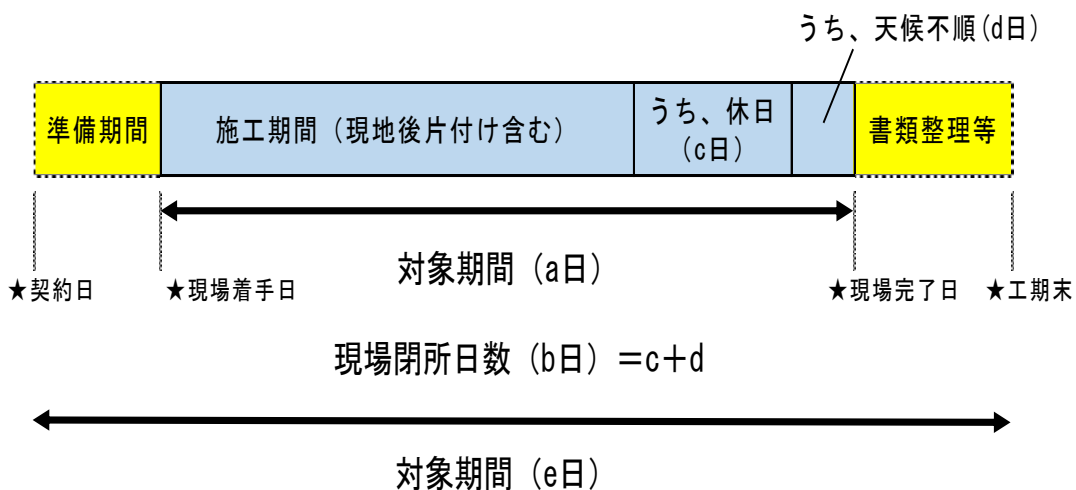 うち、天候不順(d日)
準備期間
施工期間（現地後片付け含む）
うち、休日
(c日)
書類整理等
対象期間（a日）
★契約日
★現場着手日
★現場完了日
★工期末
現場閉所日数（b日）＝c＋d
対象期間（e日）